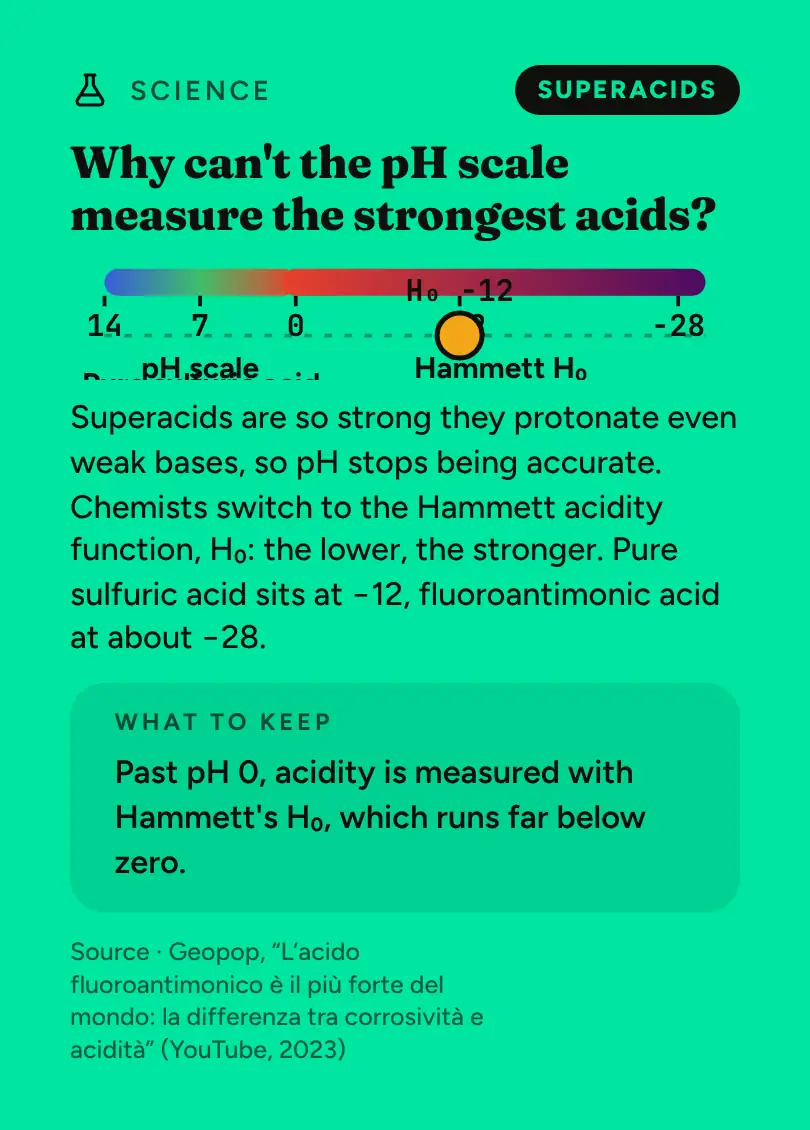 SCIENCE
SUPERACIDS
Why can't the pH scale
measure the strongest acids?
H₀ -12
14 7 0 -28
pH scale Hammett H₀
Superacids are so strong they protonate even
weak bases, so pH stops being accurate.
Chemists switch to the Hammett acidity
function, H₀: the lower, the stronger. Pure
sulfuric acid sits at −12, fluoroantimonic acid
at about −28.
WHAT TO KEEP
Past pH 0, acidity is measured with
Hammett's H₀, which runs far below
zero.
Source · Geopop, “L’acido
fluoroantimonico è il più forte del
mondo: la differenza tra corrosività e
acidità” (YouTube, 2023)